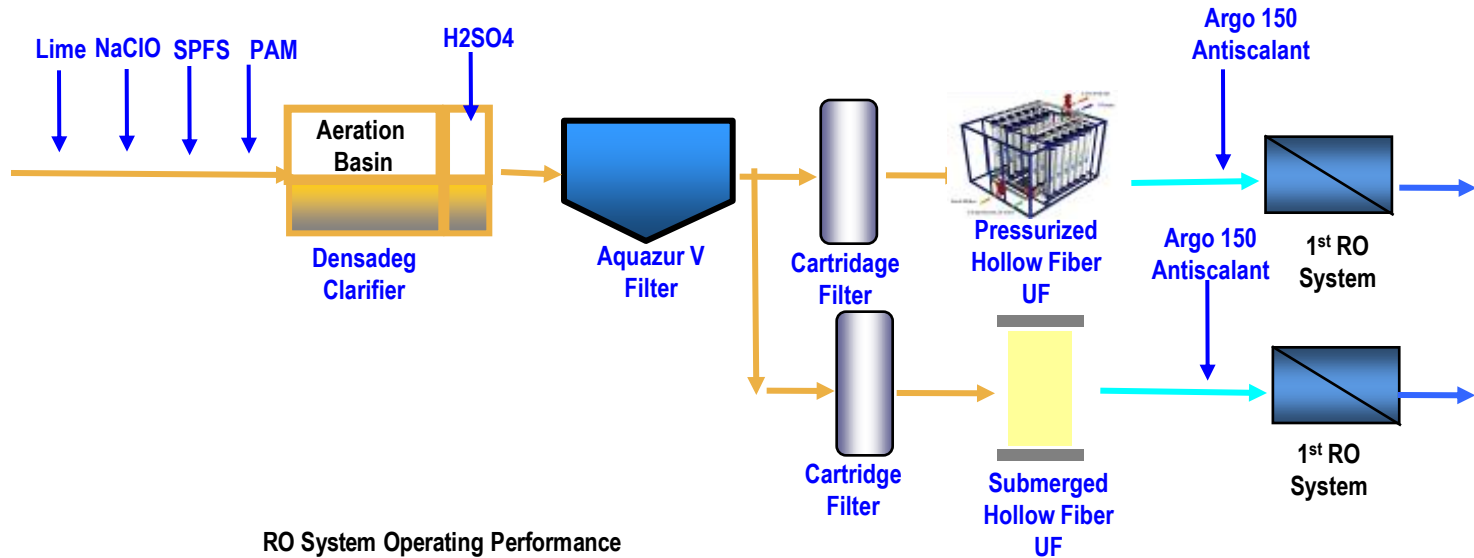 Lime
NaClO
SPFS
PAM
H2SO4
Argo 150
Antiscalant
Aeration
Basin
Densadeg
Clarifier
Aquazur V
Filter
Cartridage
Filter
Pressurized
Hollow Fiber
UF
Argo 150
Antiscalant
1st RO
System
Cartridge
Filter
Submerged
Hollow Fiber
UF
1st RO
System
RO System Operating Performance